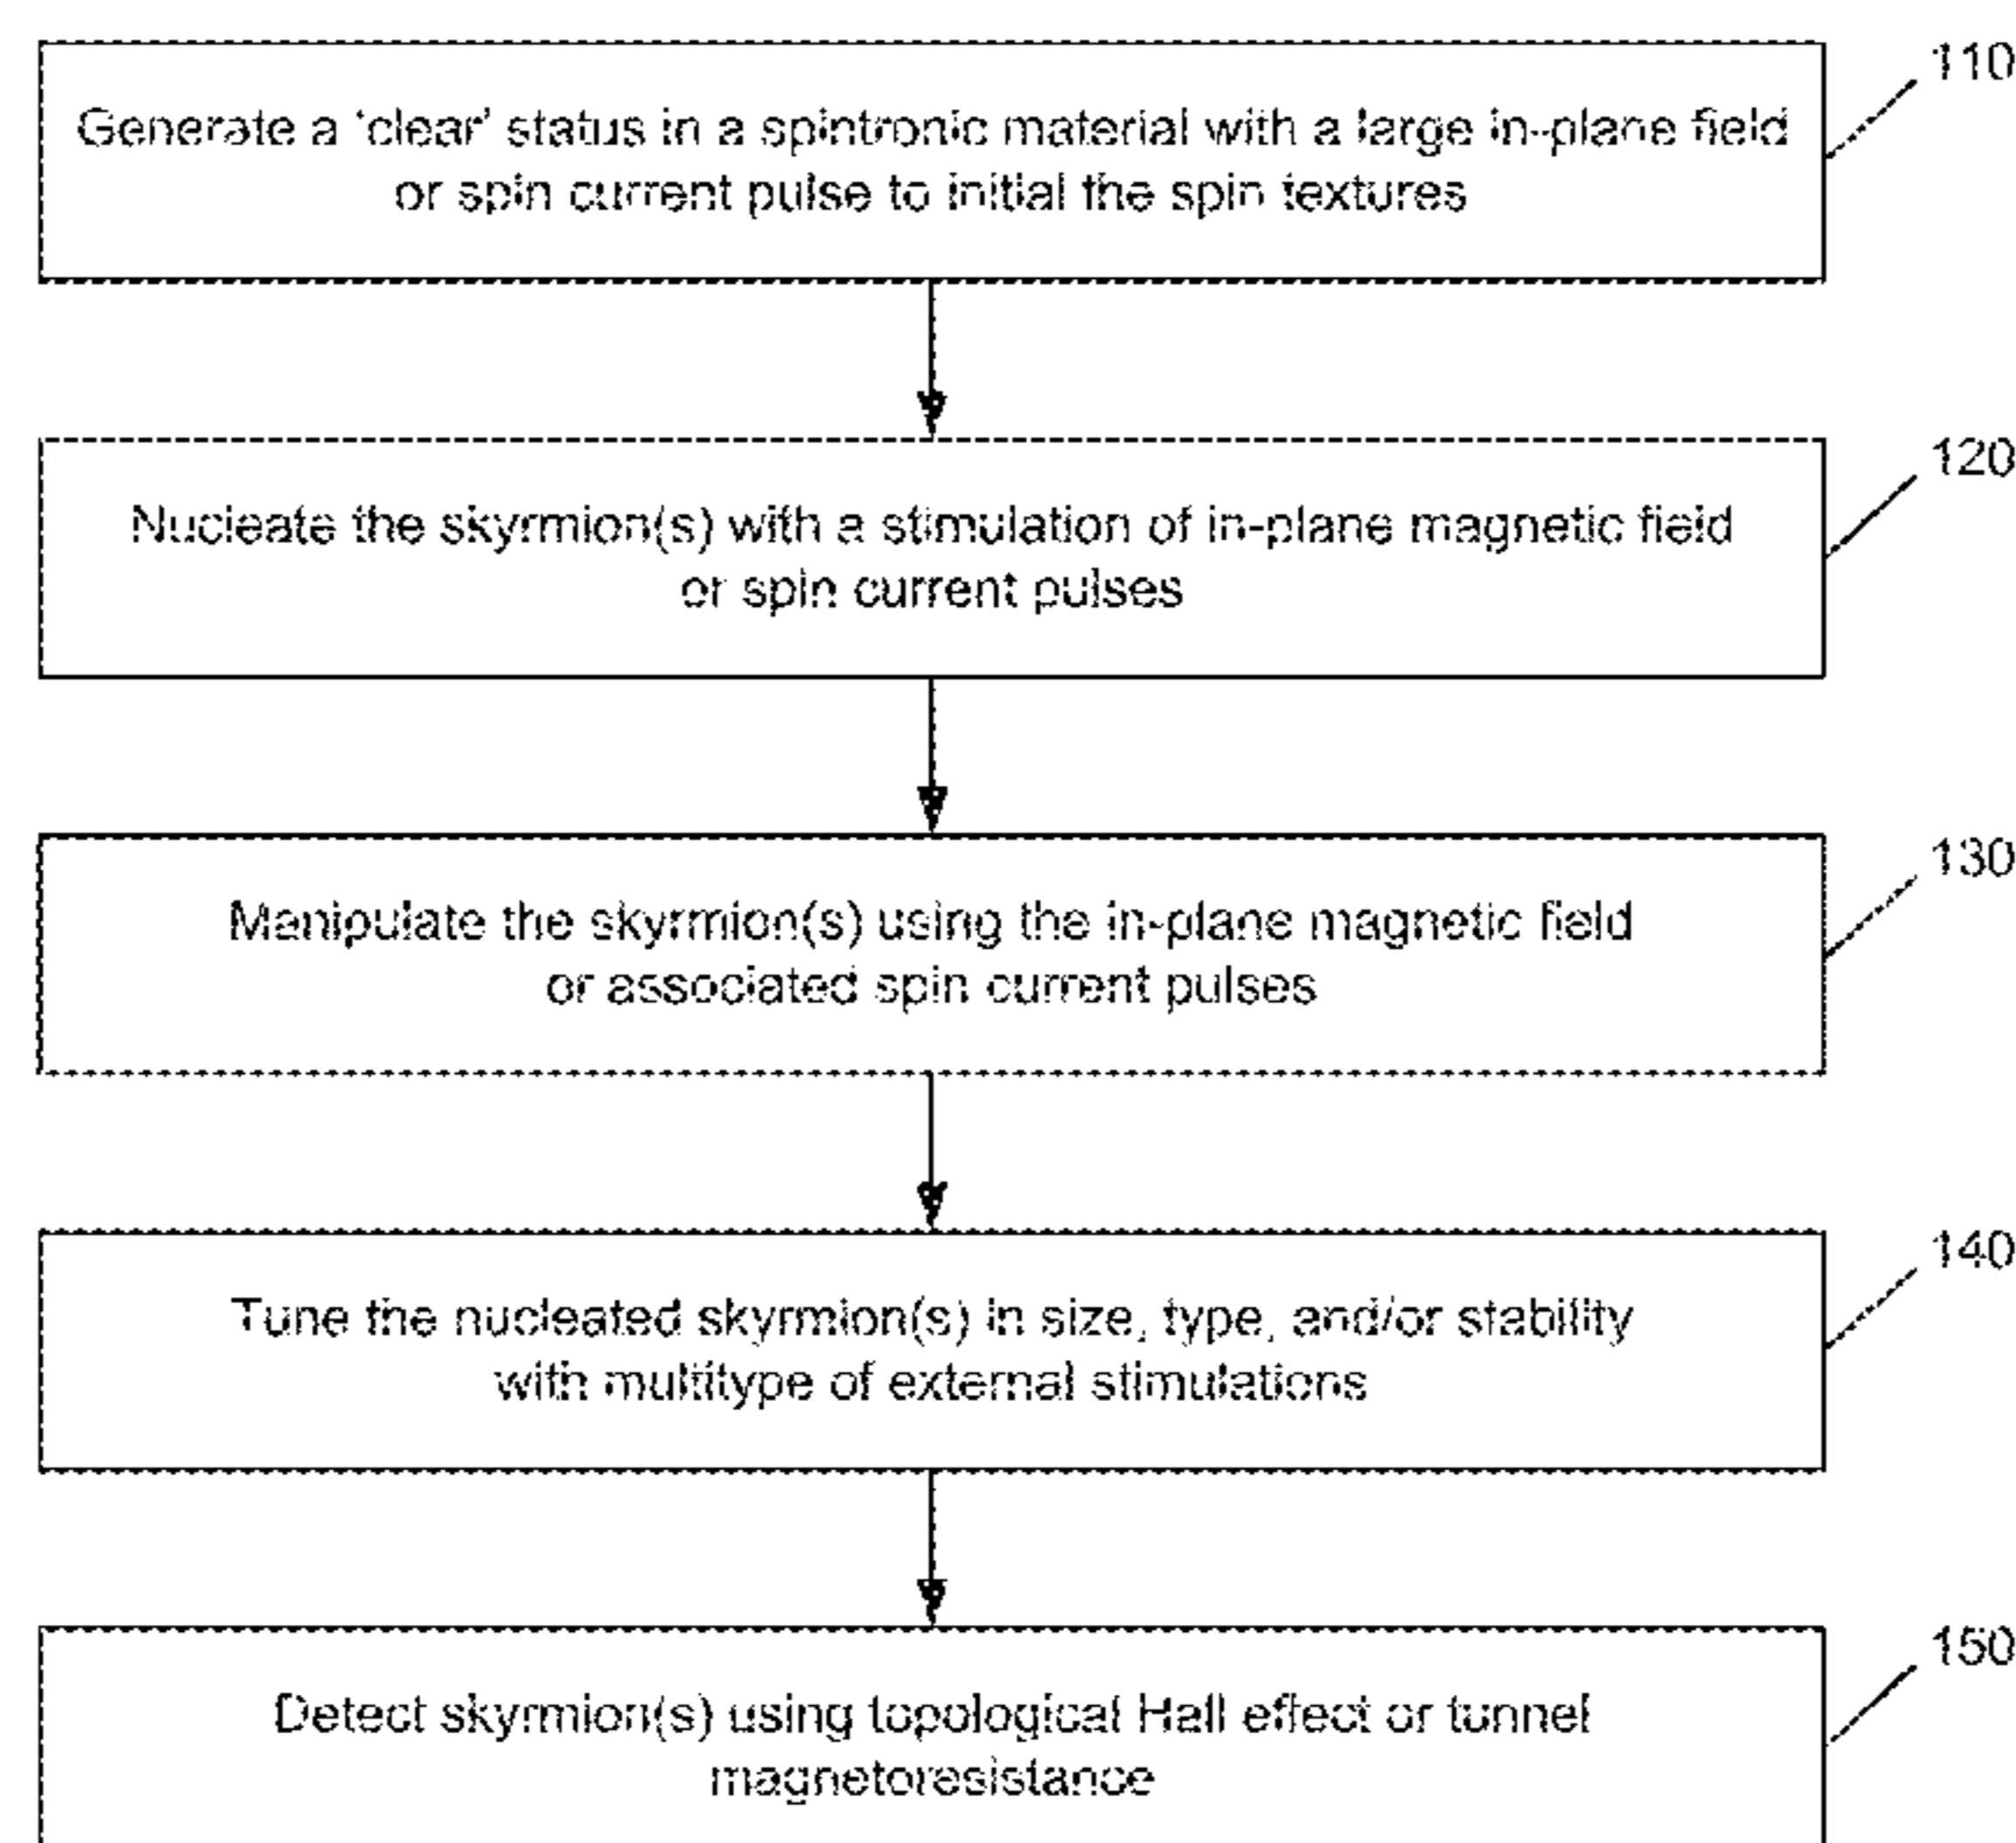 110
Generate a 'clear' status in a spintronic material with a large in-plane field
or spin current pulse to initial the spin textures
120
Nucleate the skyrmion(s) with a stimulation of in-plane magnetic field
or spin current pulses
130
Manipulate the skyrmion(s) using the in-plane magnetic field
or associated spin current pulses
140
Tune the nucleated skyrmion(s) in size, type, and/or stability
with multitype of external stimulations
150
Detect skyrmion(s) using topological Hall effect or tunnel
magnetoresistance